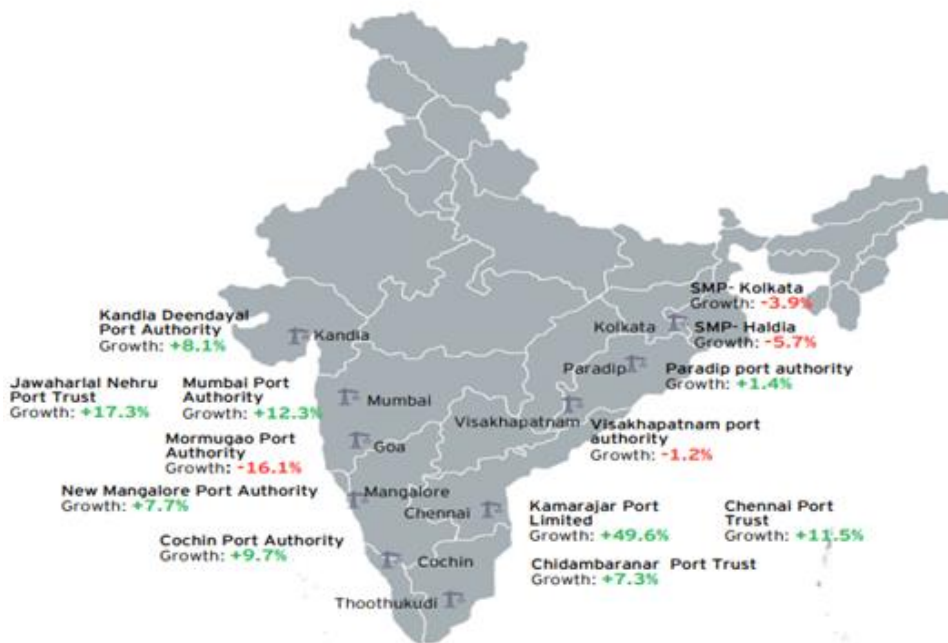 SMP- Kolkata
Growth: -3.9%
Kandla Deendayal
Port Authority
Growth: +8.1%
Kandla
Kolkata
SMP- Haldia
Growth: -5.7%
Paradip
Paradip port authority
Growth: +1.4%
Jawaharlal Nehru
Port Trust
Growth: +17.3%
Mumbai Port
Authority
Growth: +12.3%
Mumbai
Visakhapatnam
Visakhapatnam port
authority
Growth: -1.2%
Mormugao Port
Authority
Growth: -16.1%
Goa
New Mangalore Port Authority
Growth: +7.7%
Mangalore
Chennai
Kamarajar Port
Limited
Growth: +49.6%
Chennai Port
Trust
Growth: +11.5%
Cochin Port Authority
Growth: +9.7%
Cochin
Chidambaranar Port Trust
Growth: +7.3%
Thoothukudi